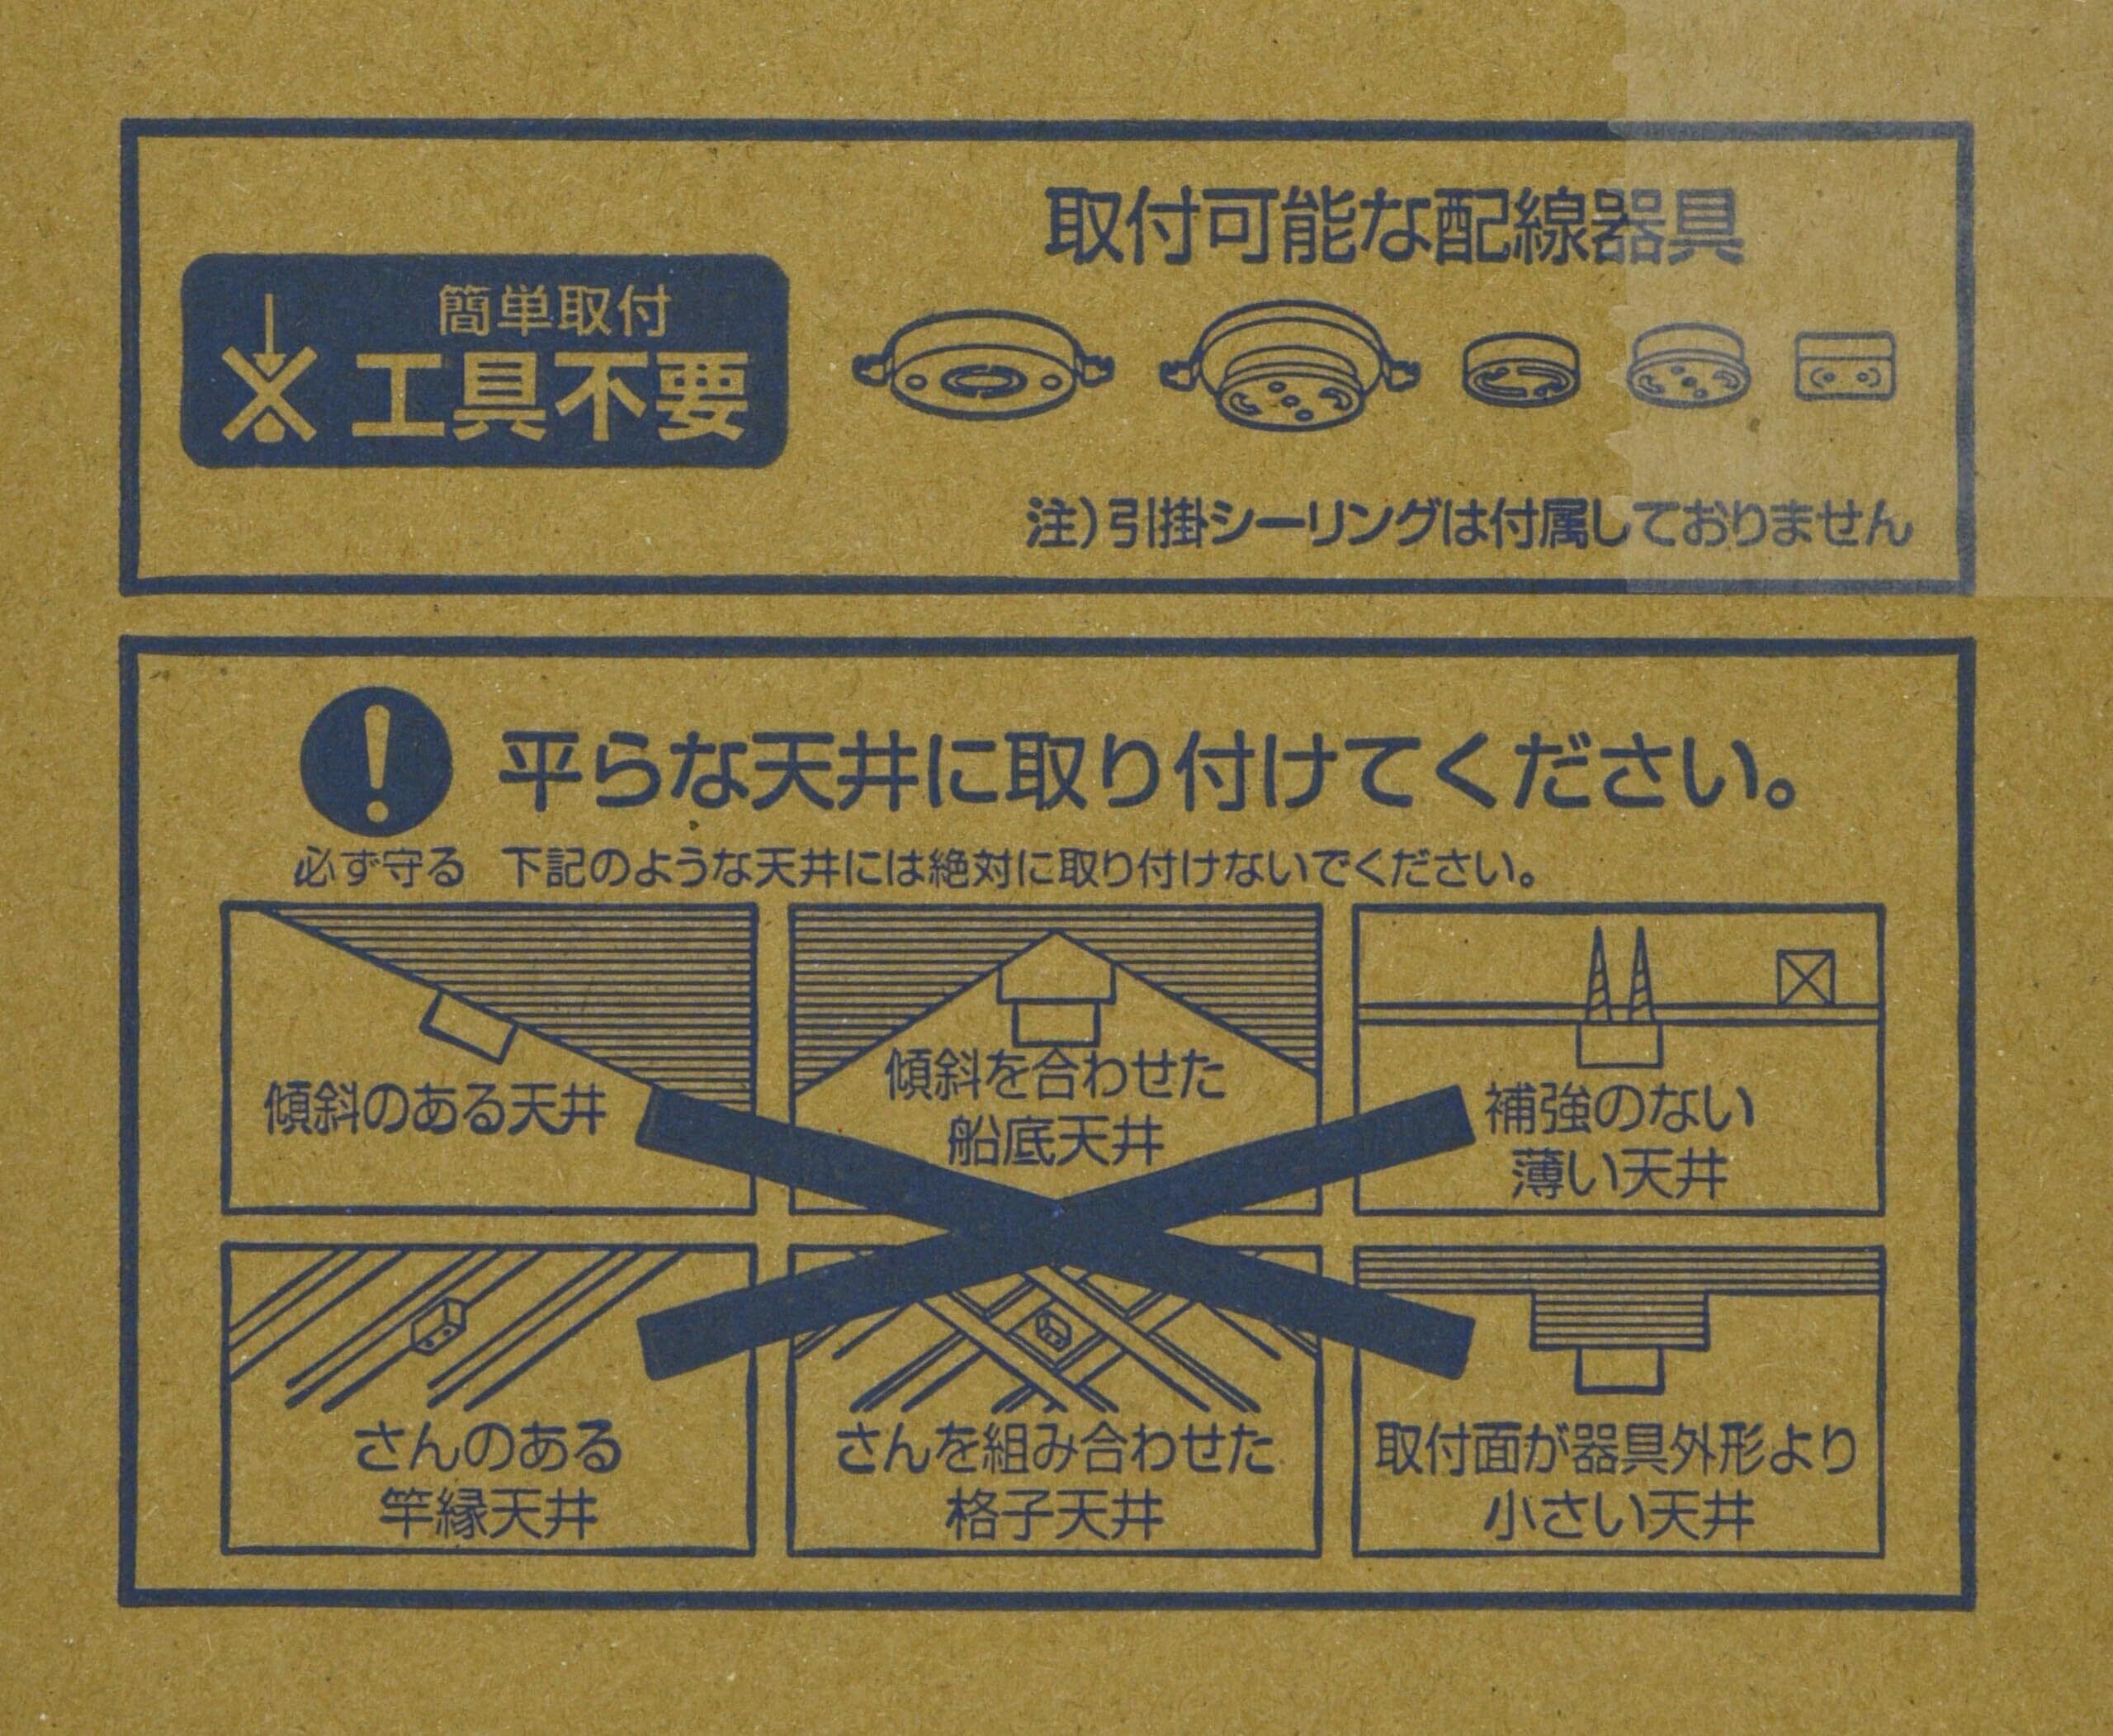 簡単取付
工具不要
取付可能な配線器具
注)引掛シーリングは付属しておりません
平らな天井に取り付けてください。
必ず守る 下記のような天井には絶対に取り付けないでください。
傾斜のある天井
傾斜を合わせた
船底天井
補強のない
薄い天井
さんのある
竿縁天井
さんを組み合わせた
格子天井
取付面が器具外形より
小さい天井